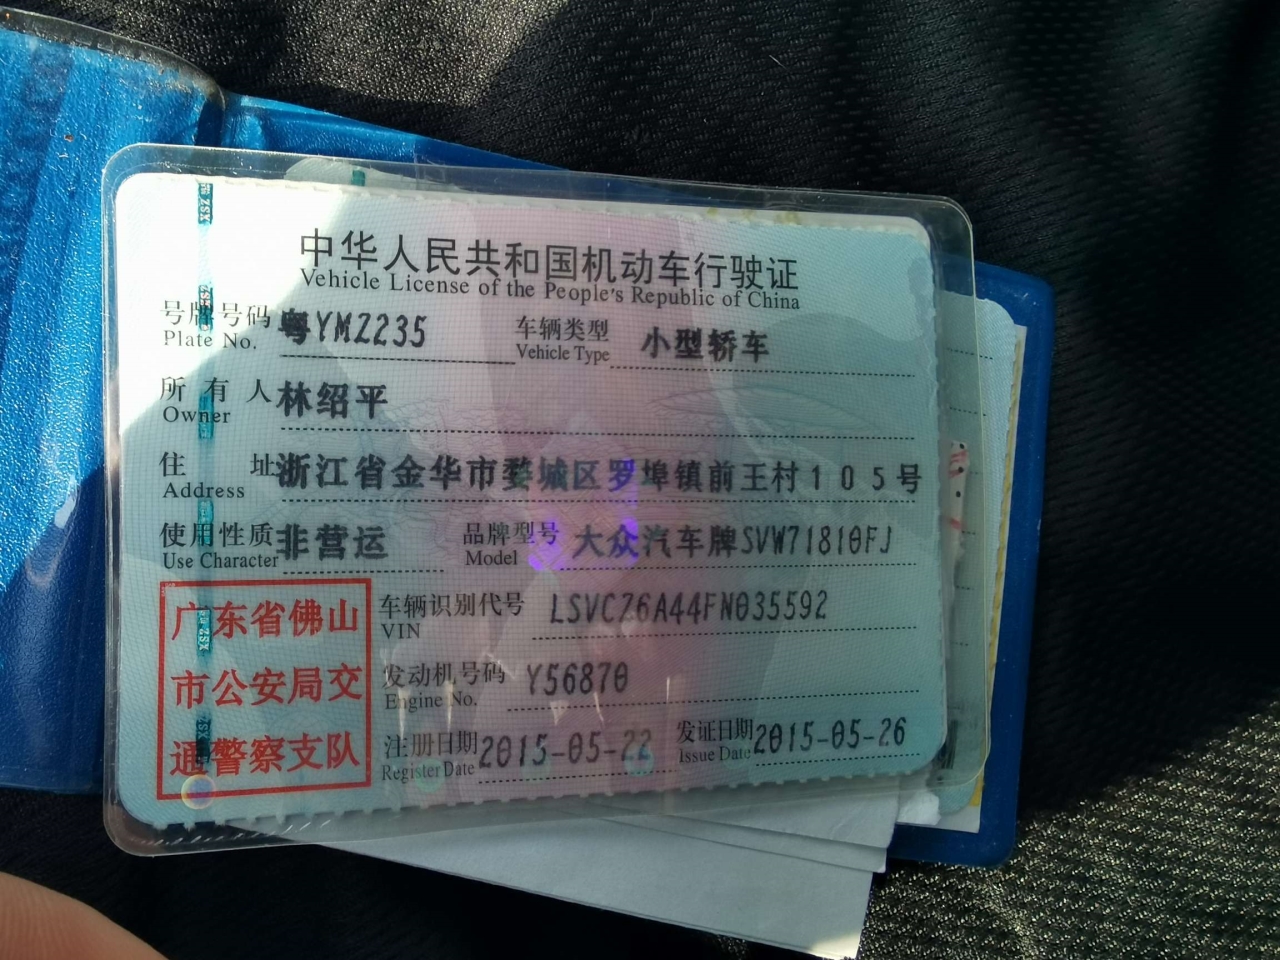 中华人民共和国机动车行驶证
Vehicle License of the People's Republic of China
号牌号码 粤YMZ235 车辆类型 小型轿车
Plate No. Vehicle Type
所有人 林绍平
Owner
住址 浙江省金华市婺城区罗埠镇前王村105号
Address
使用性质 非营运 品牌型号 大众汽车牌SVW71810FJ
Use Character Model
广东省佛山
市公安局交
通警察支队
车辆识别代号 LSVCZ6A44FN035592
VIN
发动机号码 Y56870
Engine No.
注册日期 2015-05-22 发证日期 2015-05-26
Register Date Issue Date